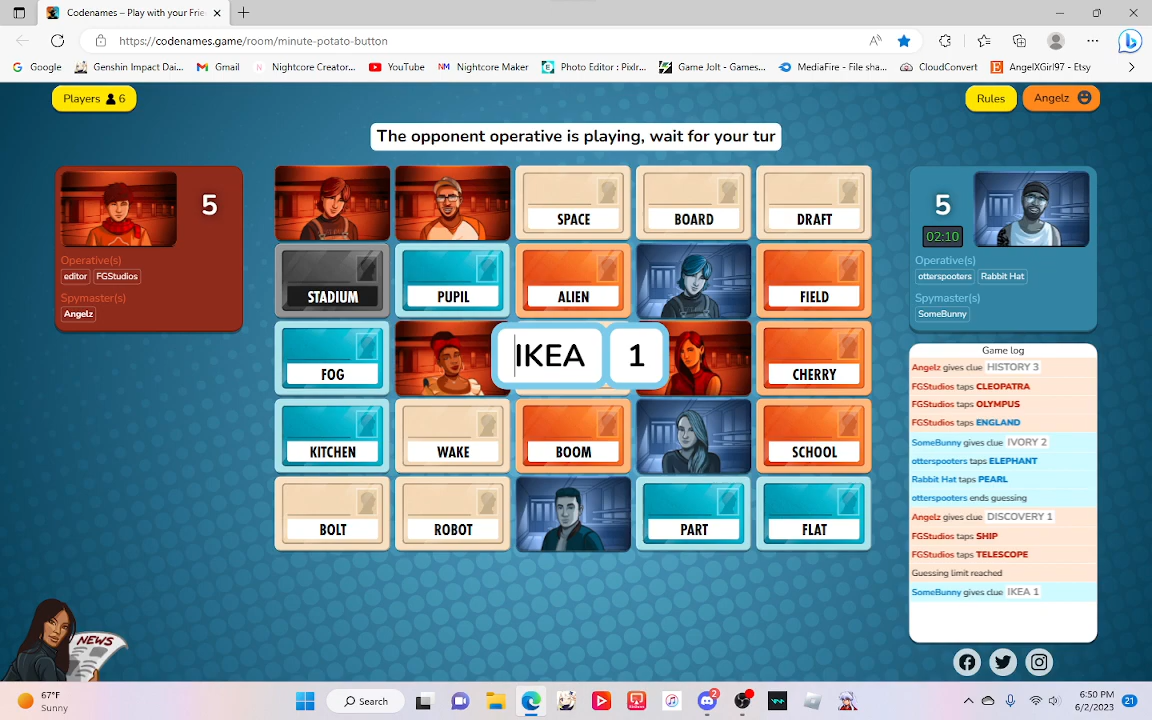 Codenames – Play with your Frie
https://codenames.game/room/minute-potato-button
Google
Genshin Impact Dai...
Gmail
Nightcore Creator...
YouTube
Nightcore Maker
Photo Editor : Pixlr...
Game Jolt - Games...
MediaFire - File sha...
CloudConvert
AngelXGirl97 - Etsy
Players 6
Rules
Angelz
The opponent operative is playing, wait for your tur
5
Operative(s)
editor FGStudios
Spymaster(s)
Angelz
SPACE
BOARD
DRAFT
STADIUM
PUPIL
ALIEN
FIELD
FOG
IKEA 1
CHERRY
KITCHEN
WAKE
BOOM
SCHOOL
BOLT
ROBOT
PART
FLAT
5
02:10
Operative(s)
otterspooters Rabbit Hat
Spymaster(s)
SomeBunny
Game log
Angelz gives clue HISTORY 3
FGStudios taps CLEOPATRA
FGStudios taps OLYMPUS
FGStudios taps ENGLAND
SomeBunny gives clue IVORY 2
otterspooters taps ELEPHANT
Rabbit Hat taps PEARL
otterspooters ends guessing
Angelz gives clue DISCOVERY 1
FGStudios taps SHIP
FGStudios taps TELESCOPE
Guessing limit reached
SomeBunny gives clue IKEA 1
NEWS
67°F
Sunny
Search
2
6:50 PM
6/2/2023
21